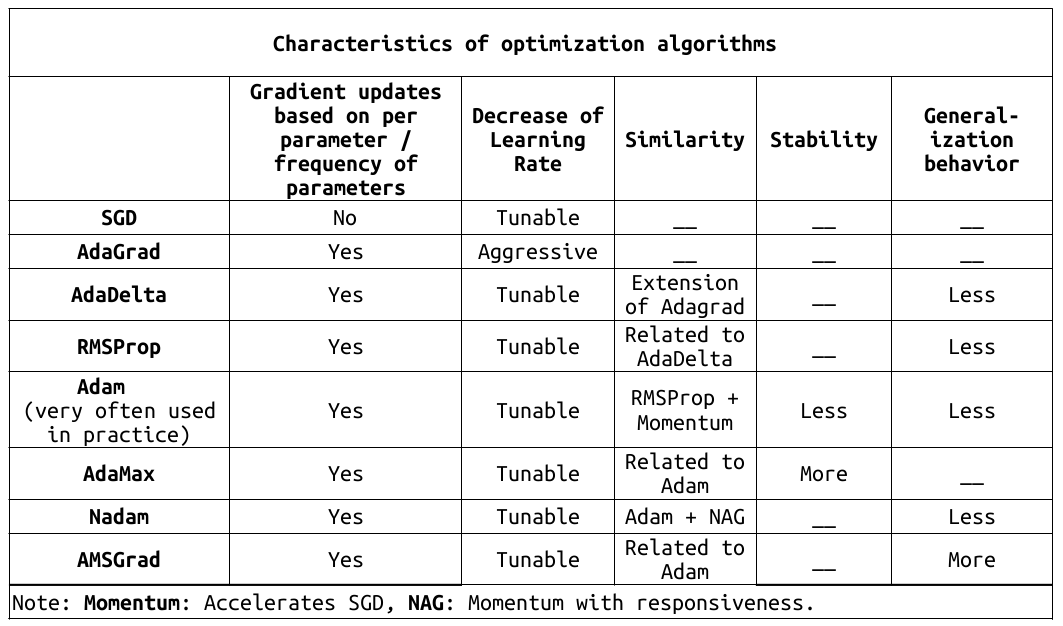 Characteristics of optimization algorithms
Gradient updates
based on per
parameter /
frequency of
parameters
Decrease of
Learning
Rate
Similarity
Stability
General-
ization
behavior
SGD
No
Tunable
__
__
__
AdaGrad
Yes
Aggressive
__
__
__
AdaDelta
Yes
Tunable
Extension
of Adagrad
__
Less
RMSProp
Yes
Tunable
Related to
AdaDelta
__
Less
Adam
(very often used
in practice)
Yes
Tunable
RMSProp +
Momentum
Less
Less
AdaMax
Yes
Tunable
Related to
Adam
More
__
Nadam
Yes
Tunable
Adam + NAG
__
Less
AMSGrad
Yes
Tunable
Related to
Adam
__
More
Note: Momentum: Accelerates SGD, NAG: Momentum with responsiveness.